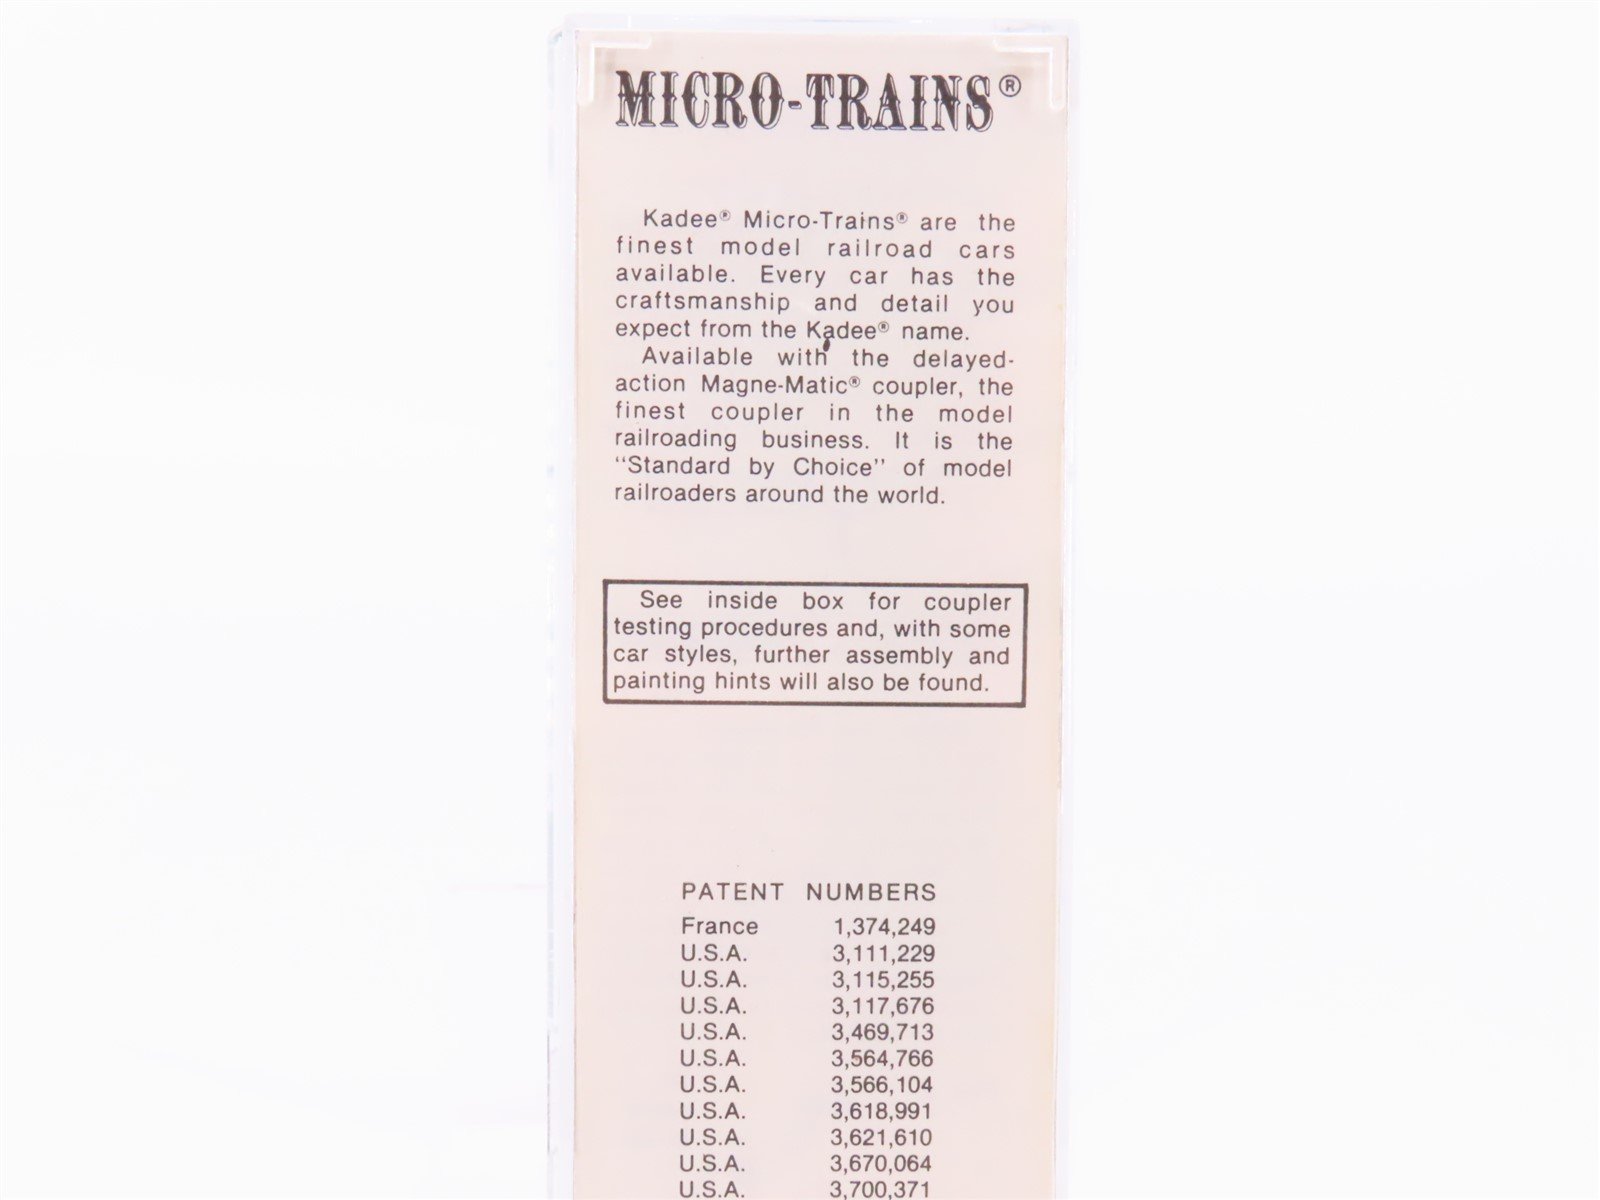 MICRO-TRAINS®
Kadee® Micro-Trains® are the
finest model railroad cars
available. Every car has the
craftsmanship and detail you
expect from the Kadee® name.
Available with the delayed-
action Magne-Matic® coupler, the
finest coupler in the model
railroading business. It is the
"Standard by Choice" of model
railroaders around the world.
See inside box for coupler
testing procedures and, with some
car styles, further assembly and
painting hints will also be found.
PATENT NUMBERS
France 1,374,249
U.S.A. 3,111,229
U.S.A. 3,115,255
U.S.A. 3,117,676
U.S.A. 3,469,713
U.S.A. 3,564,766
U.S.A. 3,566,104
U.S.A. 3,618,991
U.S.A. 3,621,610
U.S.A. 3,670,064
U.S.A. 3,700,371